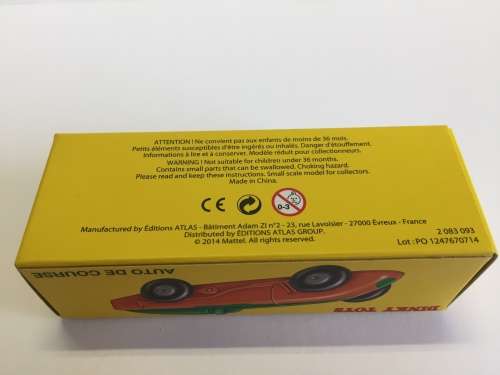 ATTENTION ! Ne convient pas aux enfants de moins de 36 mois.
Petits éléments susceptibles d'être ingérés ou inhalés. Danger d'étouffement.
Informations à lire et à conserver. Modèle réduit pour collectionneurs.
WARNING ! Not suitable for children under 36 months.
Contains small parts that can be swallowed. Choking hazard.
Please read and keep these instructions. Small scale model for collectors.
Made in China.
CE
0-3
Manufactured by Éditions ATLAS - Bâtiment Adam ZI n°2 - 23, rue Lavoisier - 27000 Évreux - France
Distributed by ÉDITIONS ATLAS GROUP.
© 2014 Mattel. All rights reserved.
2 083 093
Lot : PO 1247670714
AUTO DE COURSE
DINKY TOYS